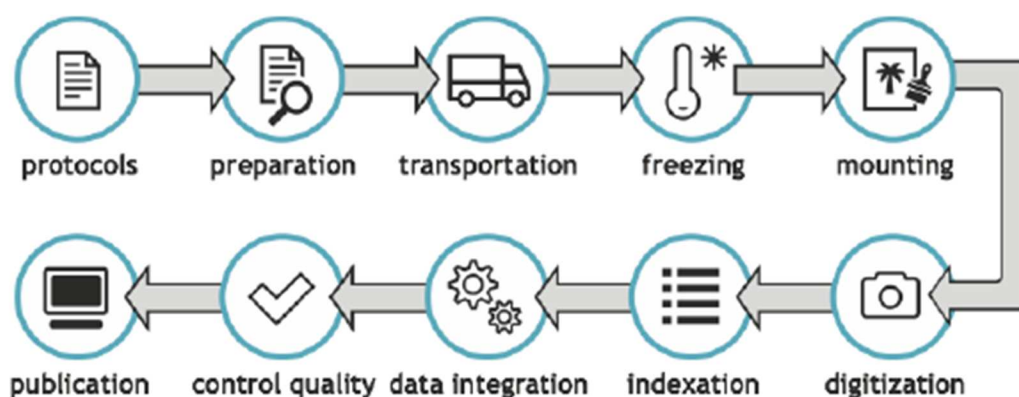 protocols
preparation
transportation
freezing
mounting
publication
control quality
data integration
indexation
digitization